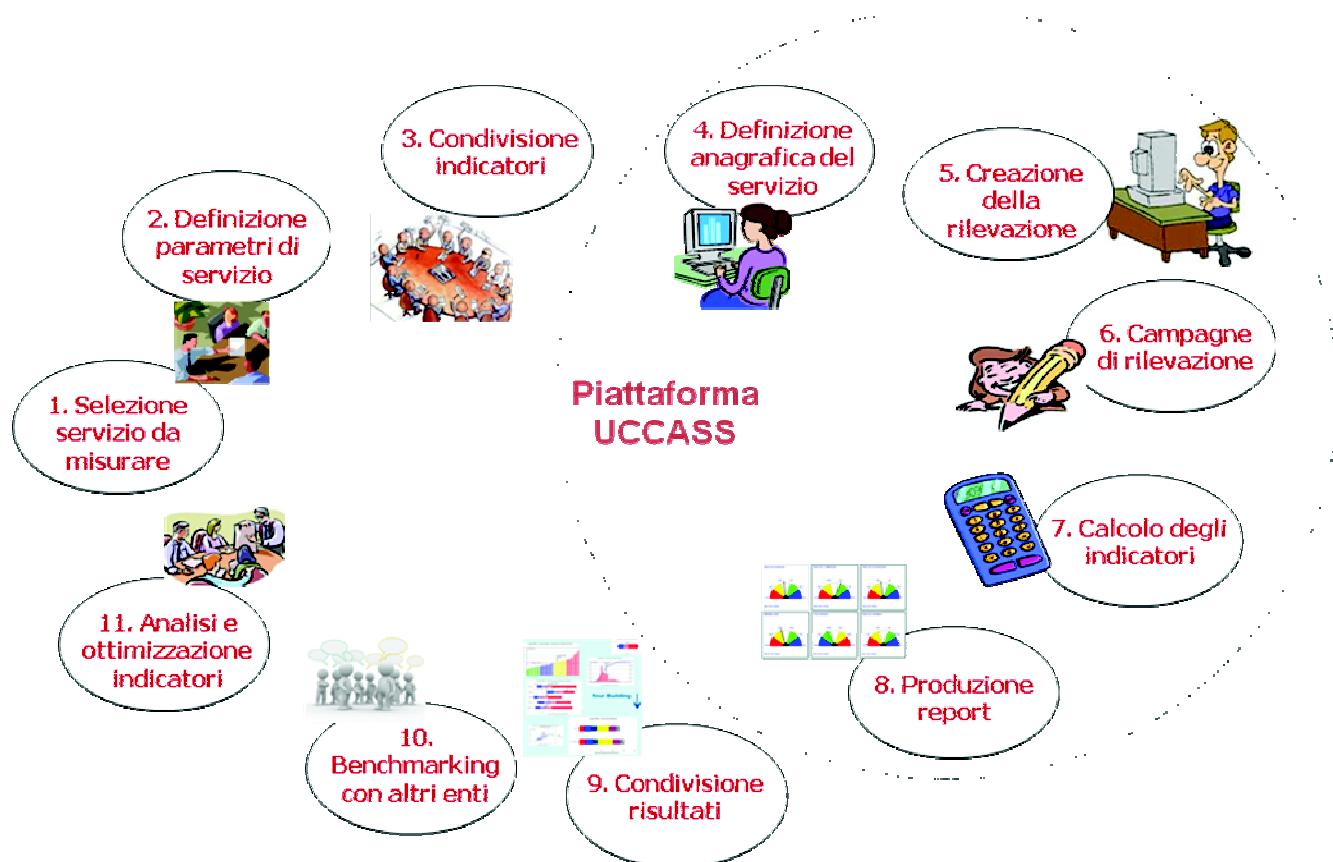 1. Selezione
servizio da
misurare
2. Definizione
parametri di
servizio
3. Condivisione
indicatori
4. Definizione
anagrafica del
servizio
5. Creazione
della
rilevazione
6. Campagne
di rilevazione
7. Calcolo degli
indicatori
8. Produzione
report
9. Condivisione
risultati
10.
Benchmarking
con altri enti
11. Analisi e
ottimizzazione
indicatori
Piattaforma
UCCASS
Your Building